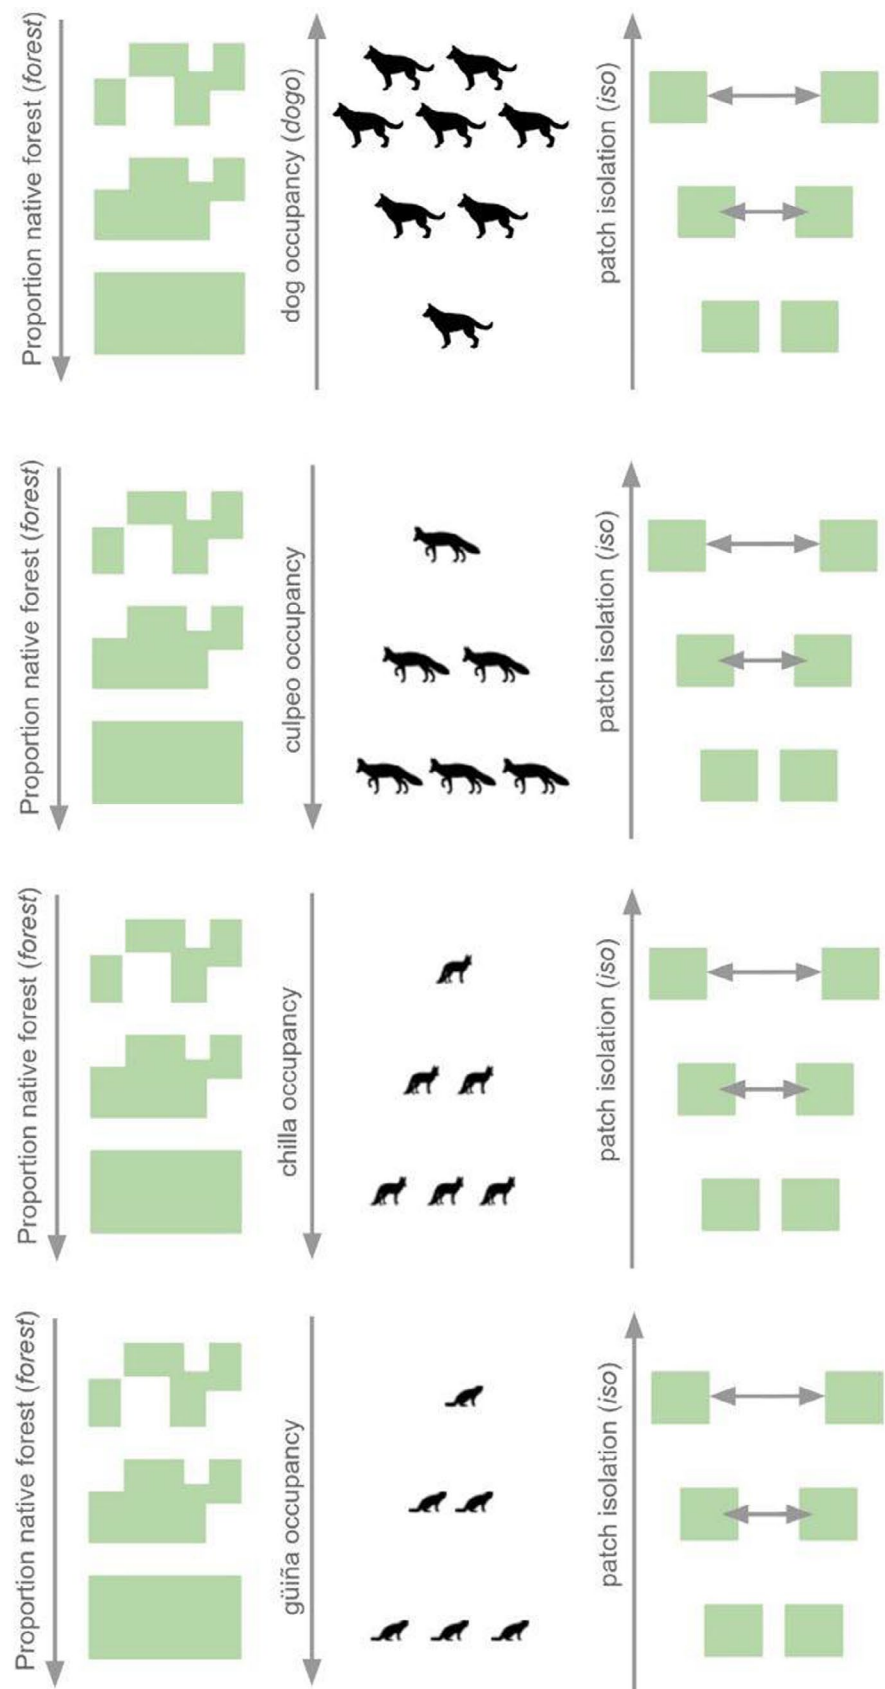 Proportion native forest (forest)
dog occupancy (dogo)
patch isolation (iso)
Proportion native forest (forest)
culpeo occupancy
patch isolation (iso)
Proportion native forest (forest)
chilla occupancy
patch isolation (iso)
Proportion native forest (forest)
güiña occupancy
patch isolation (iso)